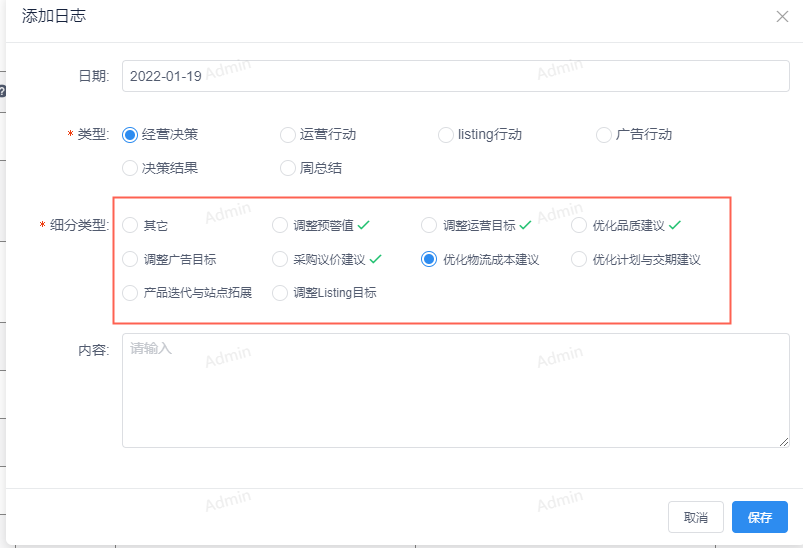 添加日志
日期: 2022-01-19
* 类型: 经营决策 运营行动 listing行动 广告行动
决策结果 周总结
* 细分类型: 其它 调整预警值 调整运营目标 优化品质建议
调整广告目标 采购议价建议 优化物流成本建议 优化计划与交期建议
产品迭代与站点拓展 调整Listing目标
内容: 请输入
取消 保存
Admin Admin
Admin Admin
Admin Admin
Admin Admin